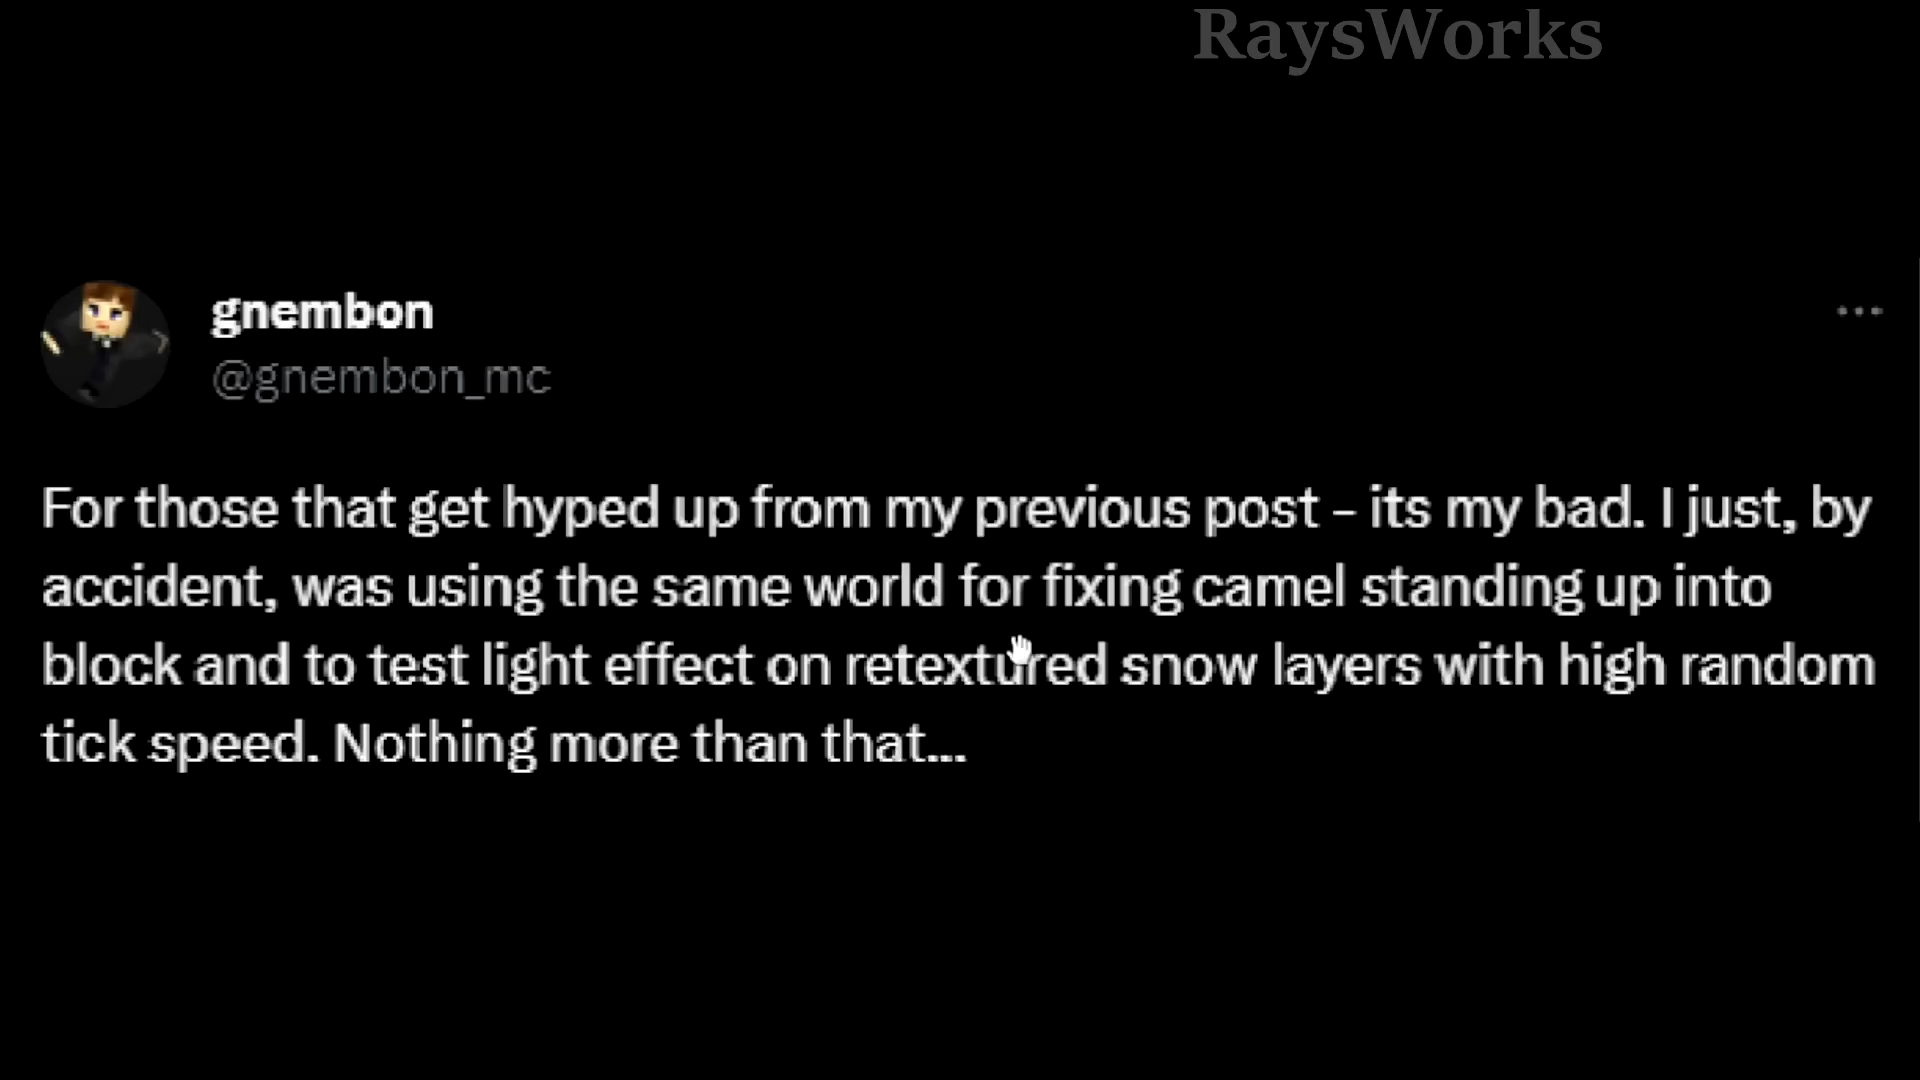 RaysWorks
gnembon
@gnembon_mc
For those that get hyped up from my previous post – its my bad. I just, by
accident, was using the same world for fixing camel standing up into
block and to test light effect on retextured snow layers with high random
tick speed. Nothing more than that...